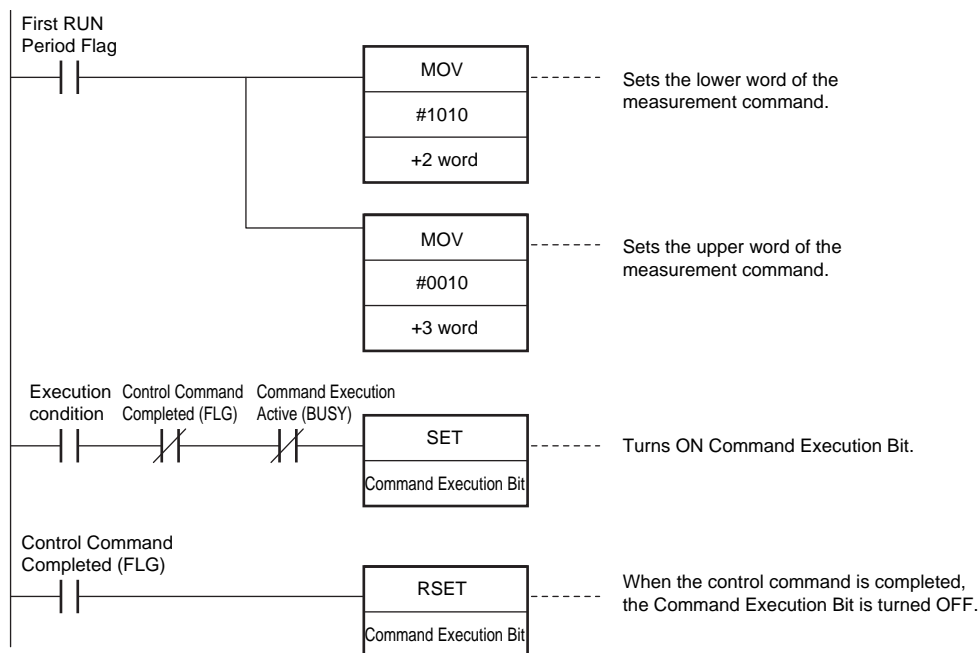 First RUN
Period Flag
MOV
#1010
+2 word
Sets the lower word of the
measurement command.
MOV
#0010
+3 word
Sets the upper word of the
measurement command.
Execution
condition
Control Command
Completed (FLG)
Command Execution
Active (BUSY)
SET
Command Execution Bit
Turns ON Command Execution Bit.
Control Command
Completed (FLG)
RSET
Command Execution Bit
When the control command is completed,
the Command Execution Bit is turned OFF.